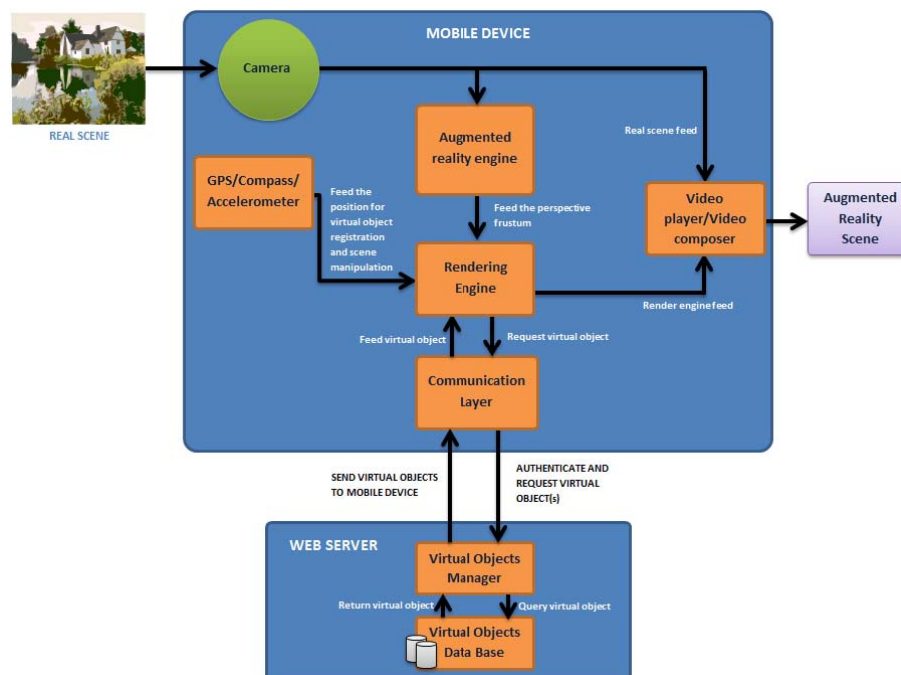 MOBILE DEVICE
Camera
REAL SCENE
Augmented
reality engine
Real scene feed
GPS/Compass/
Accelerometer
Feed the
position for
virtual object
registration
and scene
manipulation
Feed the perspective
frustum
Video
player/Video
composer
Augmented
Reality
Scene
Rendering
Engine
Render engine feed
Feed virtual object
Request virtual object
Communication
Layer
SEND VIRTUAL OBJECTS
TO MOBILE DEVICE
AUTHENTICATE AND
REQUEST VIRTUAL
OBJECT(s)
WEB SERVER
Virtual Objects
Manager
Return virtual object
Query virtual object
Virtual Objects
Data Base